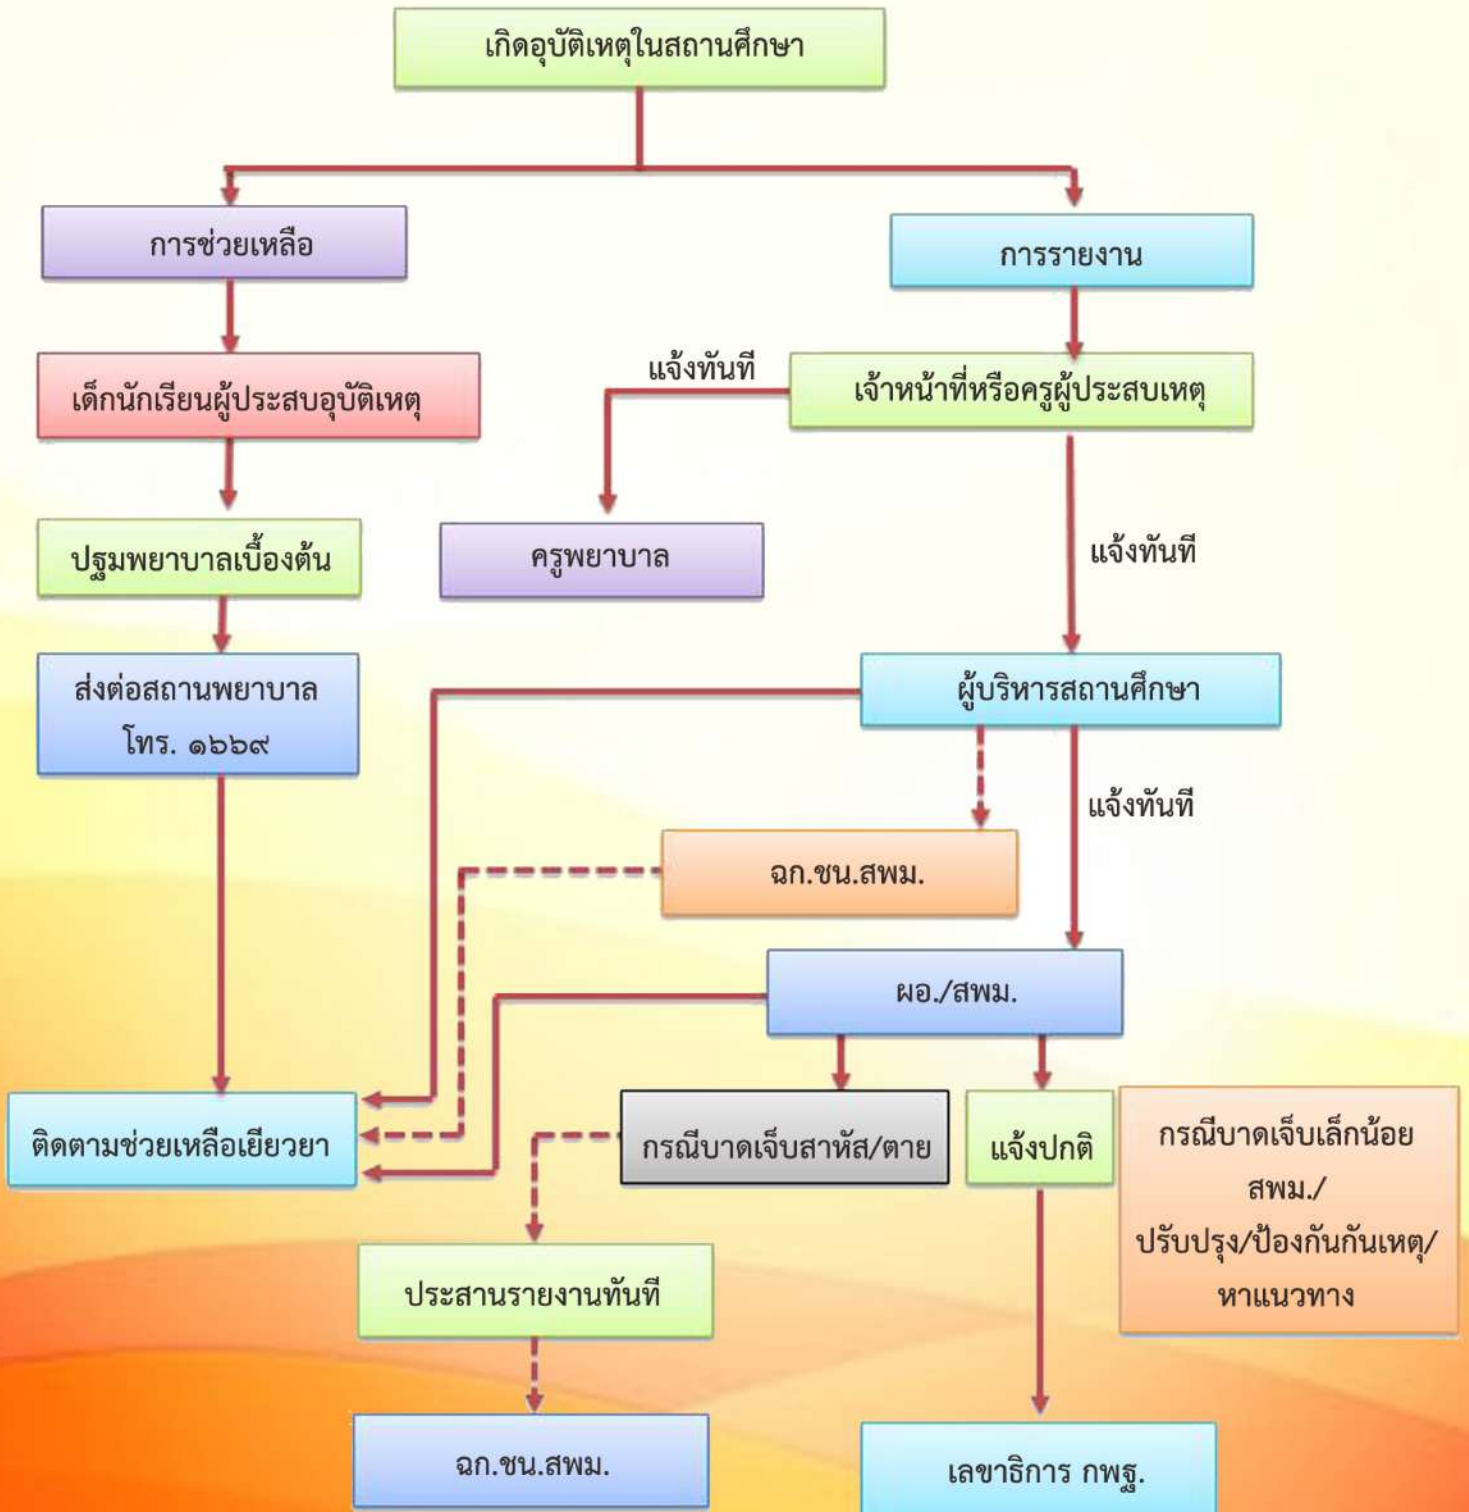 เกิดอุบัติเหตุในสถานศึกษา
การช่วยเหลือ
การรายงาน
เด็กนักเรียนผู้ประสบอุบัติเหตุ
แจ้งทันที
เจ้าหน้าที่หรือครูผู้ประสบเหตุ
ปฐมพยาบาลเบื้องต้น
ครูพยาบาล
แจ้งทันที
ส่งต่อสถานพยาบาล
โทร. ๑๖๖๙
ผู้บริหารสถานศึกษา
แจ้งทันที
ฉก.ชน.สพม.
ผอ./สพม.
ติดตามช่วยเหลือเยียวยา
กรณีบาดเจ็บสาหัส/ตาย
แจ้งปกติ
กรณีบาดเจ็บเล็กน้อย
สพม./
ปรับปรุง/ป้องกันกันเหตุ/
หาแนวทาง
ประสานรายงานทันที
ฉก.ชน.สพม.
เลขาธิการ กพฐ.